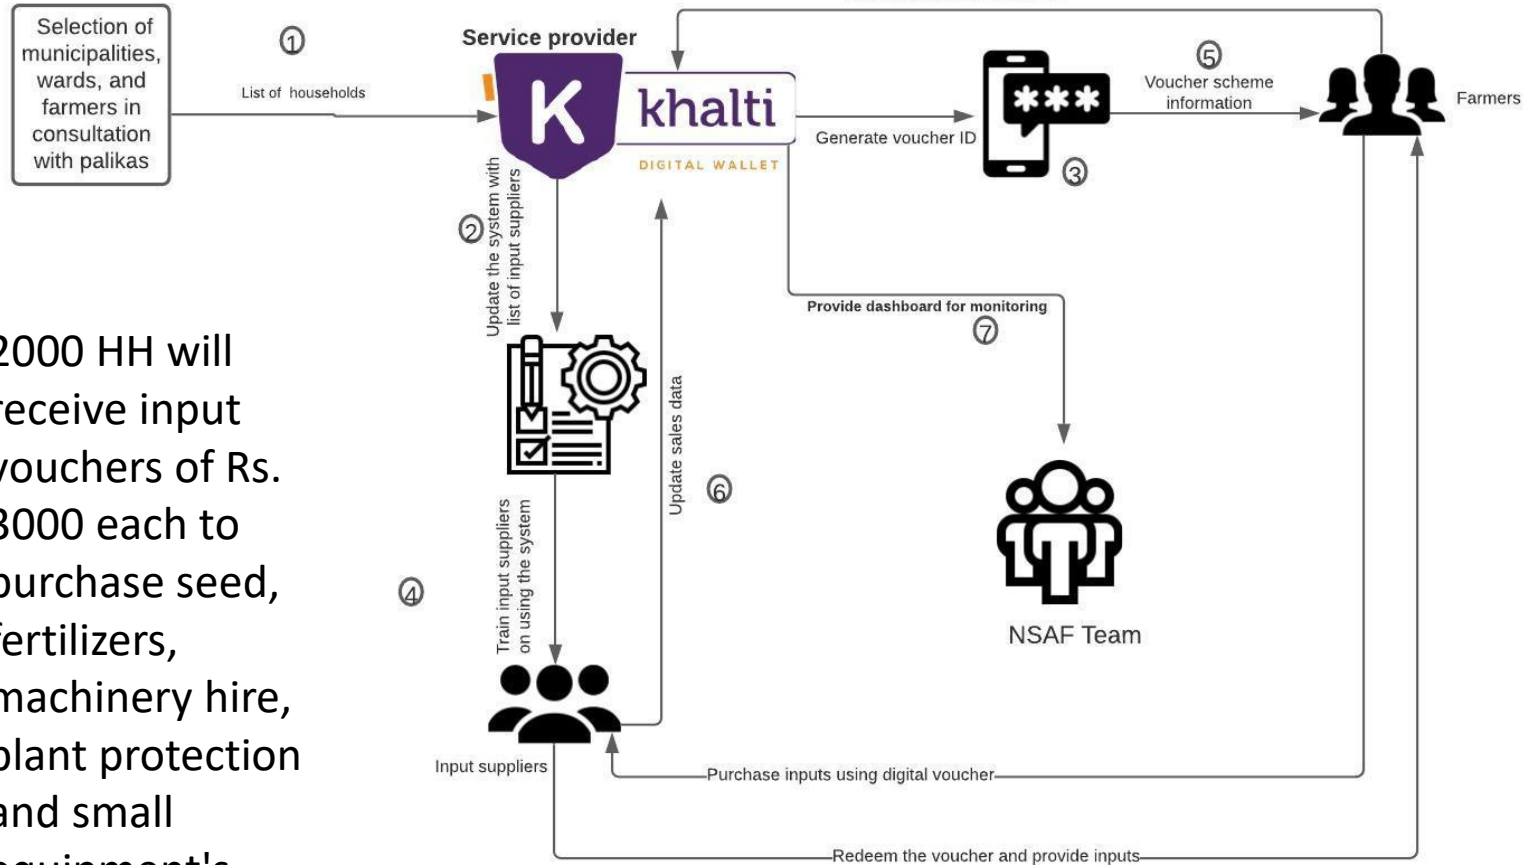 Selection of
municipalities,
wards, and
farmers in
consultation
with palikas
1
List of households
Service provider
K
khalti
DIGITAL WALLET
Generate voucher ID
***
3
5
Voucher scheme
information
Farmers
2
Update the system with
list of input suppliers
Provide dashboard for monitoring
7
NSAF Team
Update sales data
6
4
Train input suppliers
on using the system
Input suppliers
Purchase inputs using digital voucher
Redeem the voucher and provide inputs
2000 HH will
receive input
vouchers of Rs.
3000 each to
purchase seed,
fertilizers,
machinery hire,
plant protection
and small
equipment's